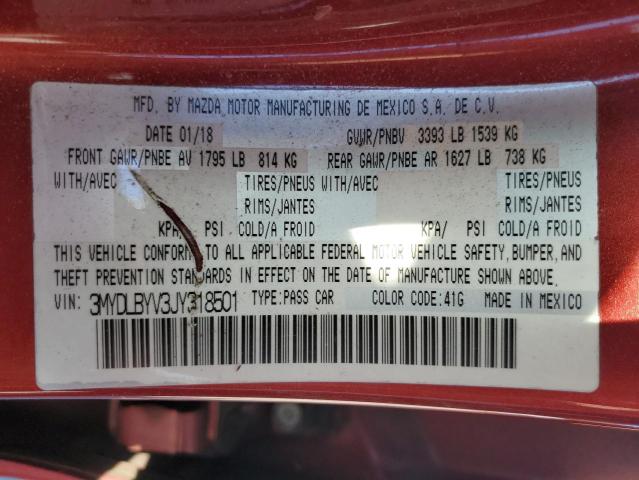 MFD. BY MAZDA MOTOR MANUFACTURING DE MEXICO S.A. DE C.V.
DATE 01/18 GVWR/PNBV 3393 LB 1539 KG
FRONT GAWR/PNBE AV 1795 LB 814 KG REAR GAWR/PNBE AR 1627 LB 738 KG
WITH/AVEC TIRES/PNEUS WITH/AVEC TIRES/PNEUS
RIMS/JANTES RIMS/JANTES
KPA/ PSI COLD/A FROID KPA/ PSI COLD/A FROID
THIS VEHICLE CONFORMS TO ALL APPLICABLE FEDERAL MOTOR VEHICLE SAFETY, BUMPER, AND
THEFT PREVENTION STANDARDS IN EFFECT ON THE DATE OF MANUFACTURE SHOWN ABOVE.
VIN: 3MYDLBYV3JY318501 TYPE:PASS CAR COLOR CODE:41G MADE IN MEXICO